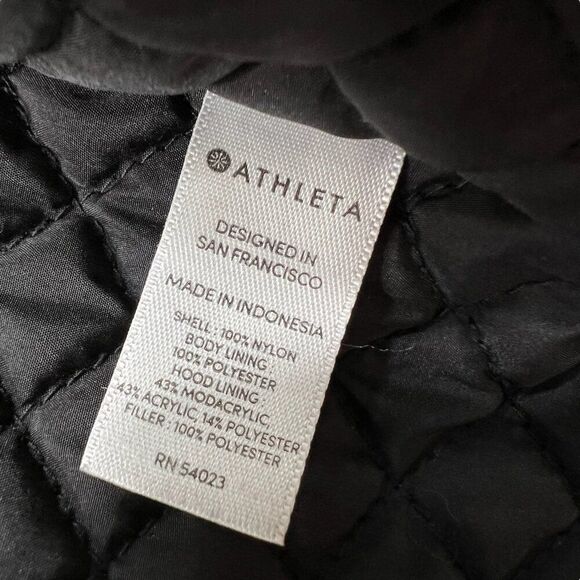 ATHLETA
DESIGNED IN
SAN FRANCISCO
MADE IN INDONESIA
SHELL : 100% NYLON
BODY LINING :
100% POLYESTER
HOOD LINING :
43% MODACRYLIC,
43% ACRYLIC, 14% POLYESTER
FILLER : 100% POLYESTER
RN 54023